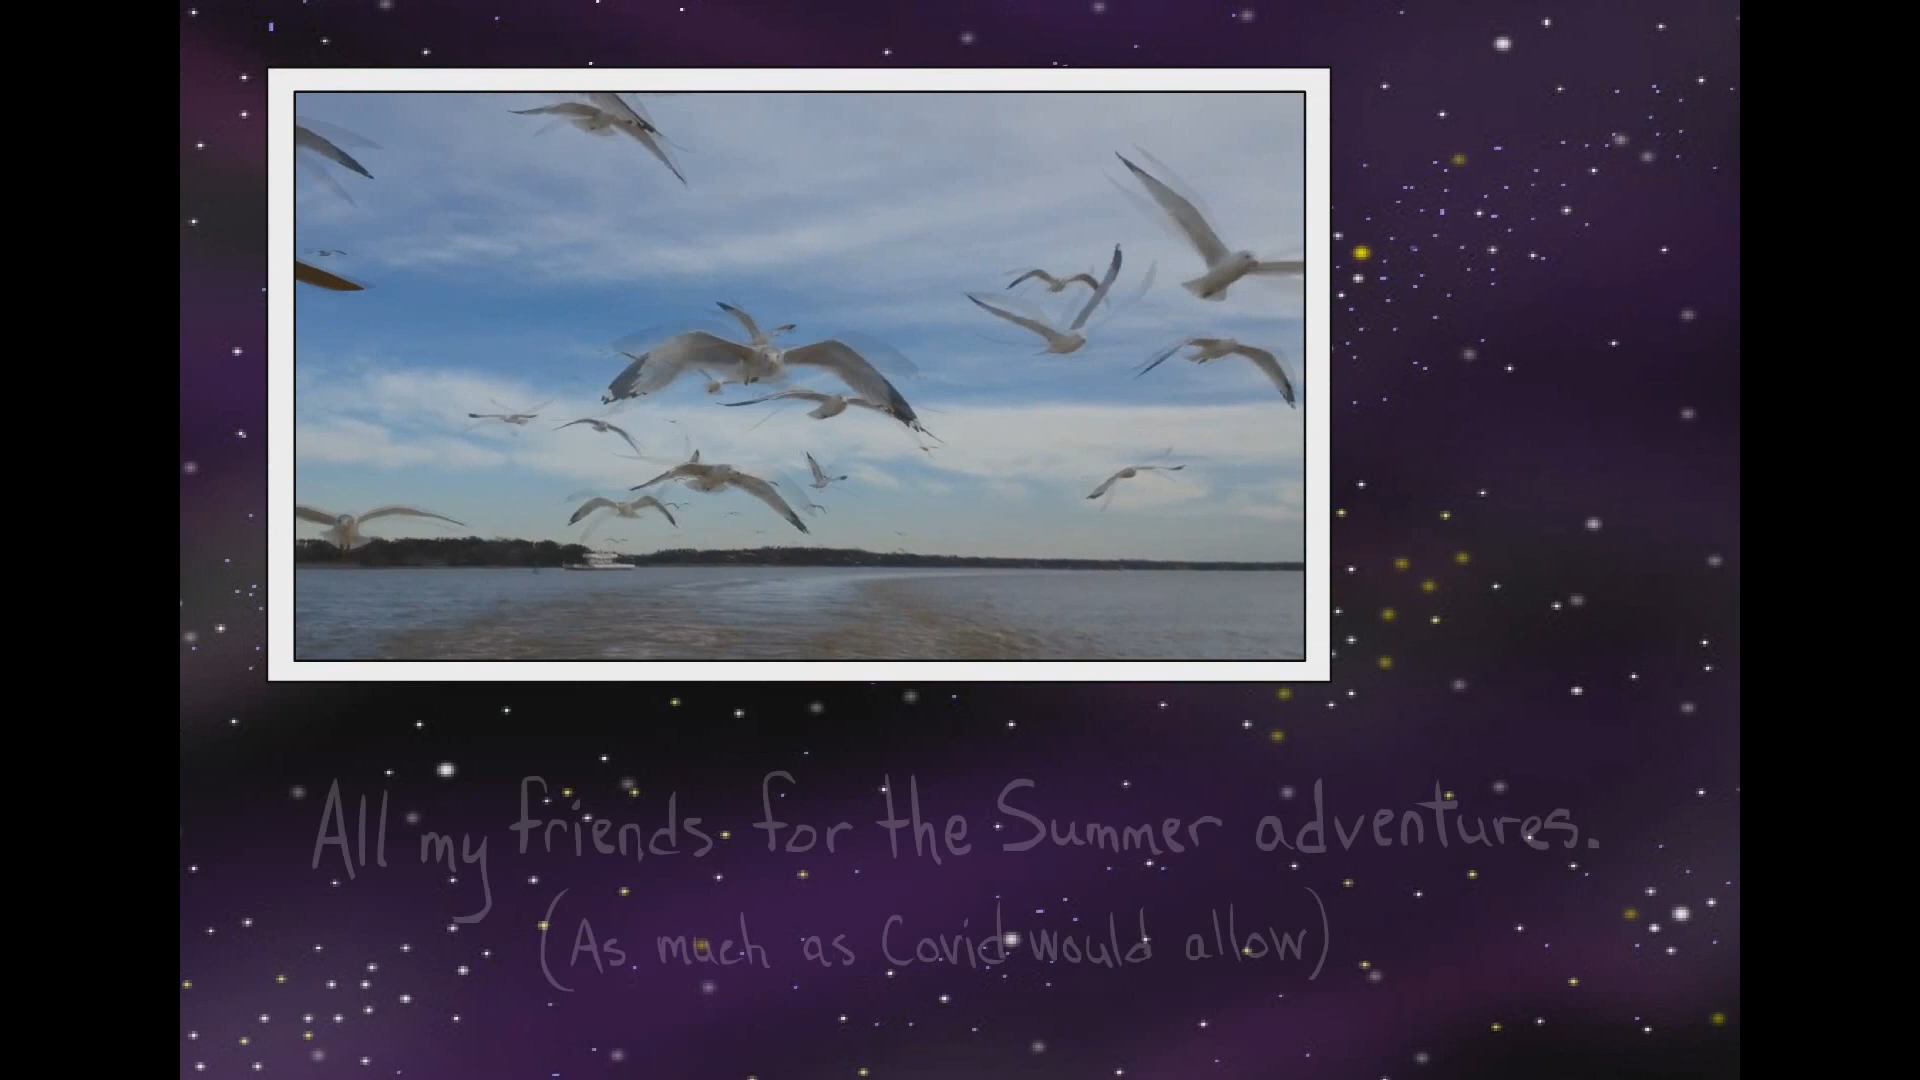 All my friends for the Summer adventures.
(As much as Covid would allow)